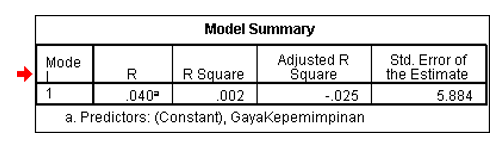 Model Summary
Mode
l R R Square Adjusted R
Square Std. Error of
the Estimate
1 .040a .002 -.025 5.884
a. Predictors: (Constant), GayaKepemimpinan